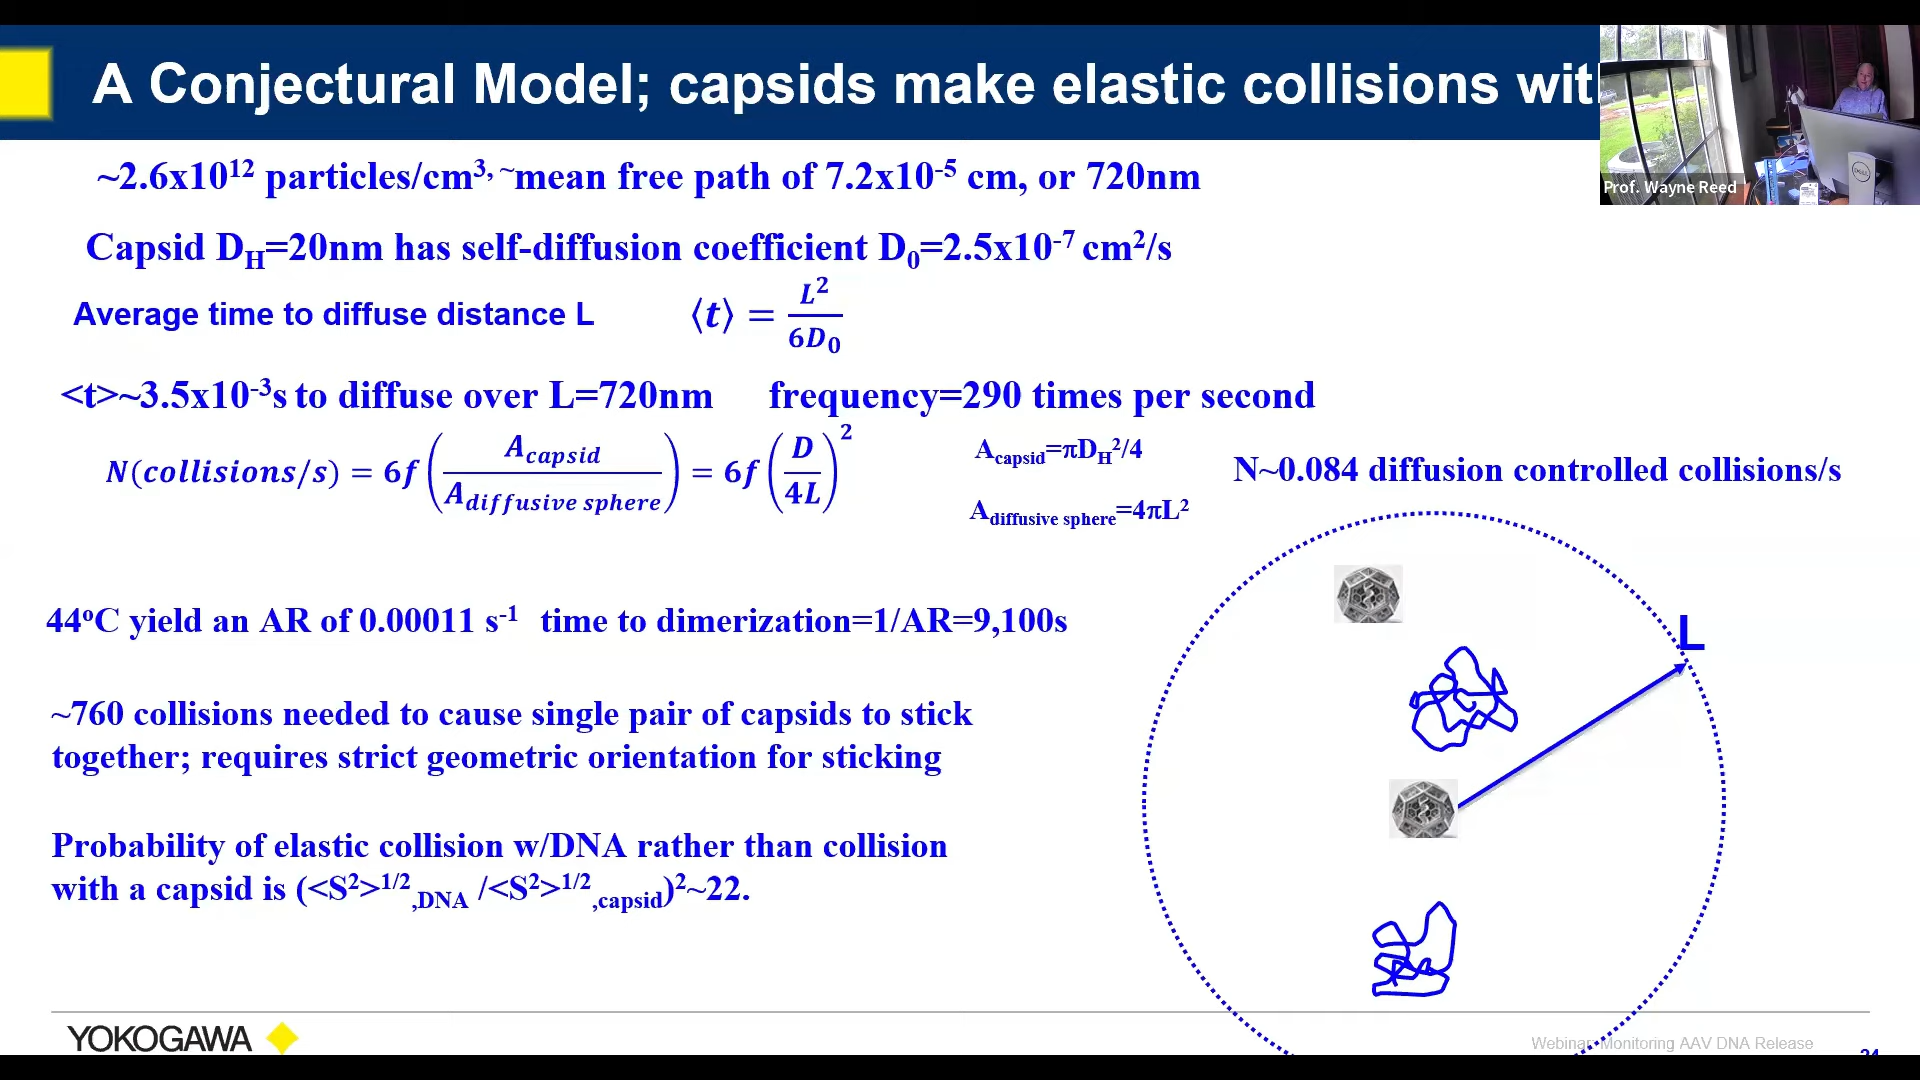 A Conjectural Model; capsids make elastic collisions wit
Prof. Wayne Reed
~2.6x10¹² particles/cm³, ~mean free path of 7.2x10⁻⁵ cm, or 720nm
Capsid D_H=20nm has self-diffusion coefficient D₀=2.5x10⁻⁷ cm²/s
Average time to diffuse distance L ⟨t⟩ = L²/6D₀
<t>~3.5x10⁻³s to diffuse over L=720nm frequency=290 times per second
N(collisions/s) = 6f(A_capsid/A_diffusive sphere) = 6f(D/4L)²
A_capsid=πD_H²/4
N~0.084 diffusion controlled collisions/s
A_diffusive sphere=4πL²
L
44°C yield an AR of 0.00011 s⁻¹ time to dimerization=1/AR=9,100s
~760 collisions needed to cause single pair of capsids to stick
together; requires strict geometric orientation for sticking
Probability of elastic collision w/DNA rather than collision
with a capsid is (<S²>^1/2,DNA /<S²>^1/2,capsid)²~22.
YOKOGAWA
Webinar: Monitoring AAV DNA Release